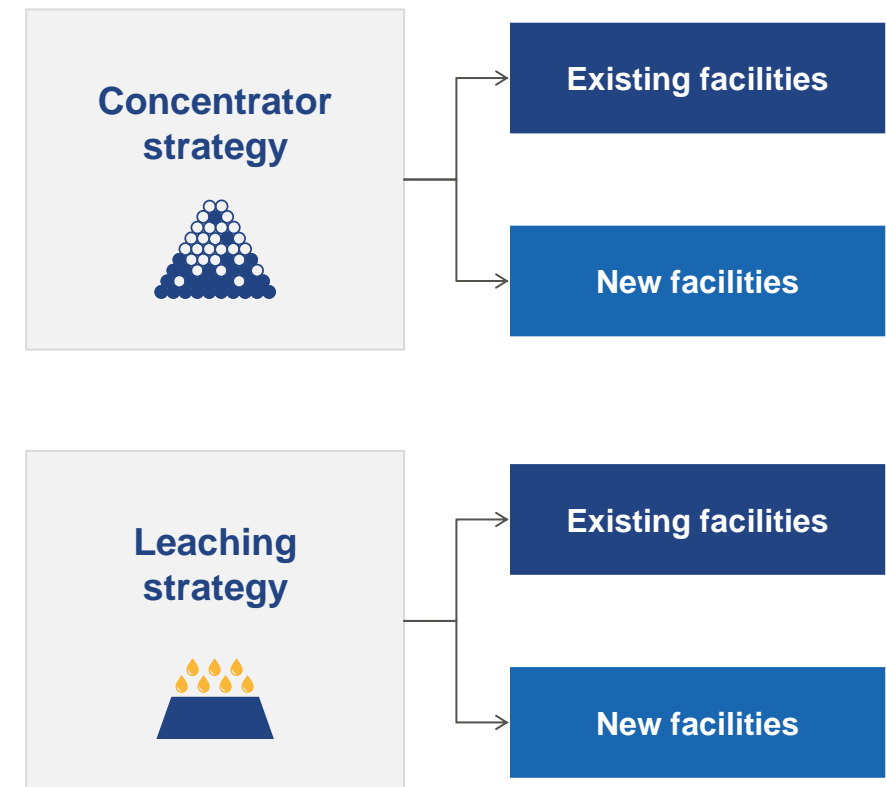 Concentrator
strategy
Existing facilities
New facilities
Leaching
strategy
Existing facilities
New facilities